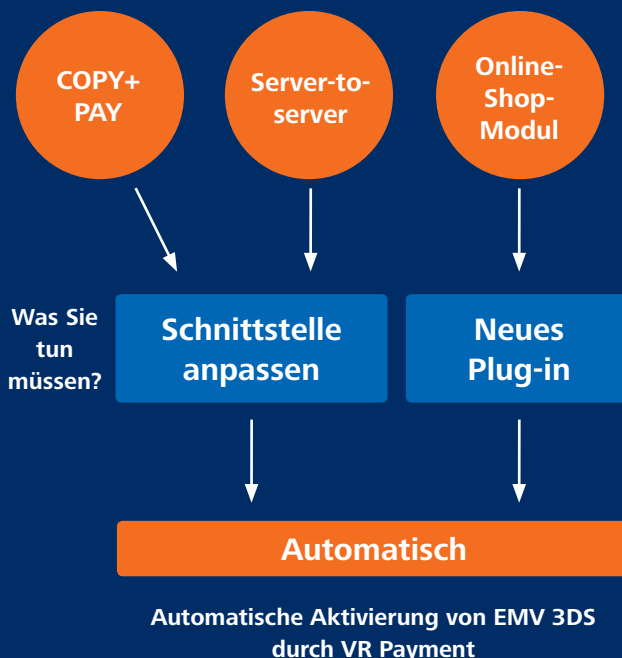 COPY+
PAY
Server-to-
server
Online-
Shop-
Modul
Was Sie
tun
müssen?
Schnittstelle
anpassen
Neues
Plug-in
Automatisch
Automatische Aktivierung von EMV 3DS
durch VR Payment